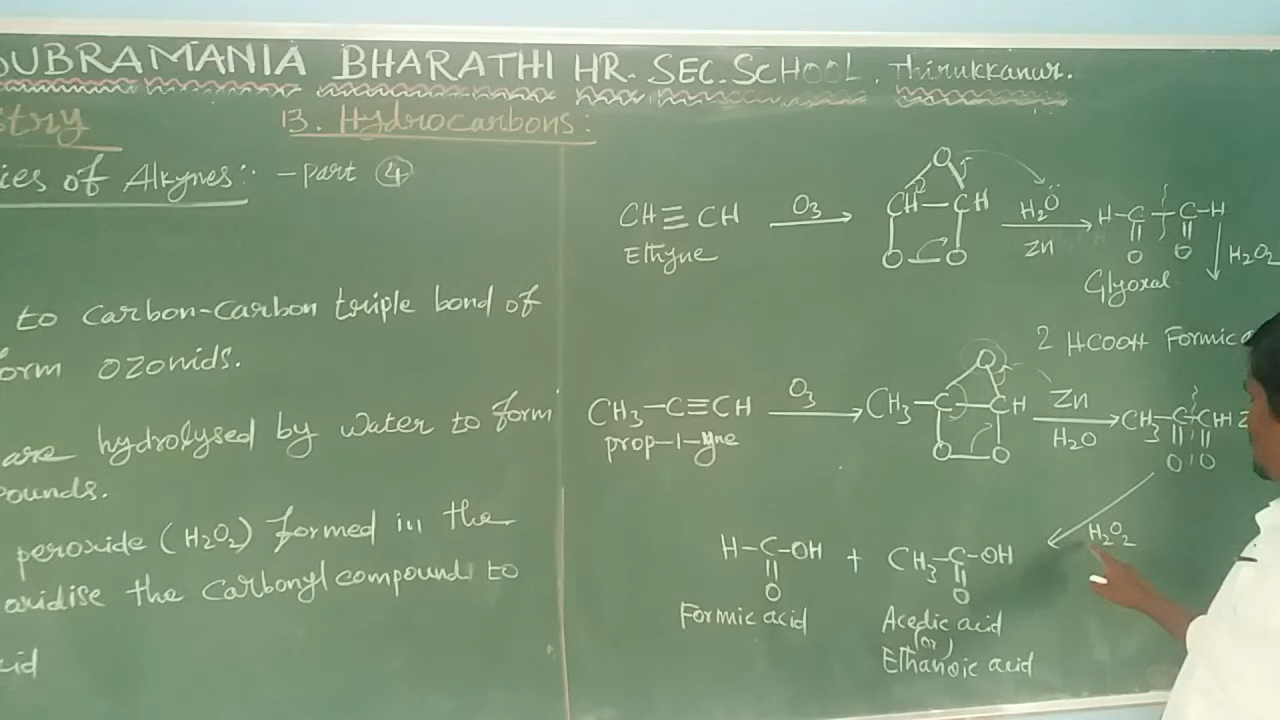 SUBRAMANIA BHARATHI HR. SEC. SCHOOL, Thirukkanur.
stry 13. Hydrocarbons:
ies of Alkynes: - part 4
to carbon-carbon triple bond of
orm ozonids.
are hydrolysed by water to form
pounds.
peroxide (H2O2) formed in the
oxidise the carbonyl compound to
cid
CH≡CH O3 O CH-CH O-O H2O Zn H-C-C-H O O
Ethyne Glyoxal H2O2
2 HCOOH Formic
CH3-C≡CH O3 CH3-C-CH O O-O Zn H2O CH3-C-CH O O
prop-1-yne
H2O2
H-C-OH O + CH3-C-OH O
Formic acid Acedic acid
(or)
Ethanoic acid